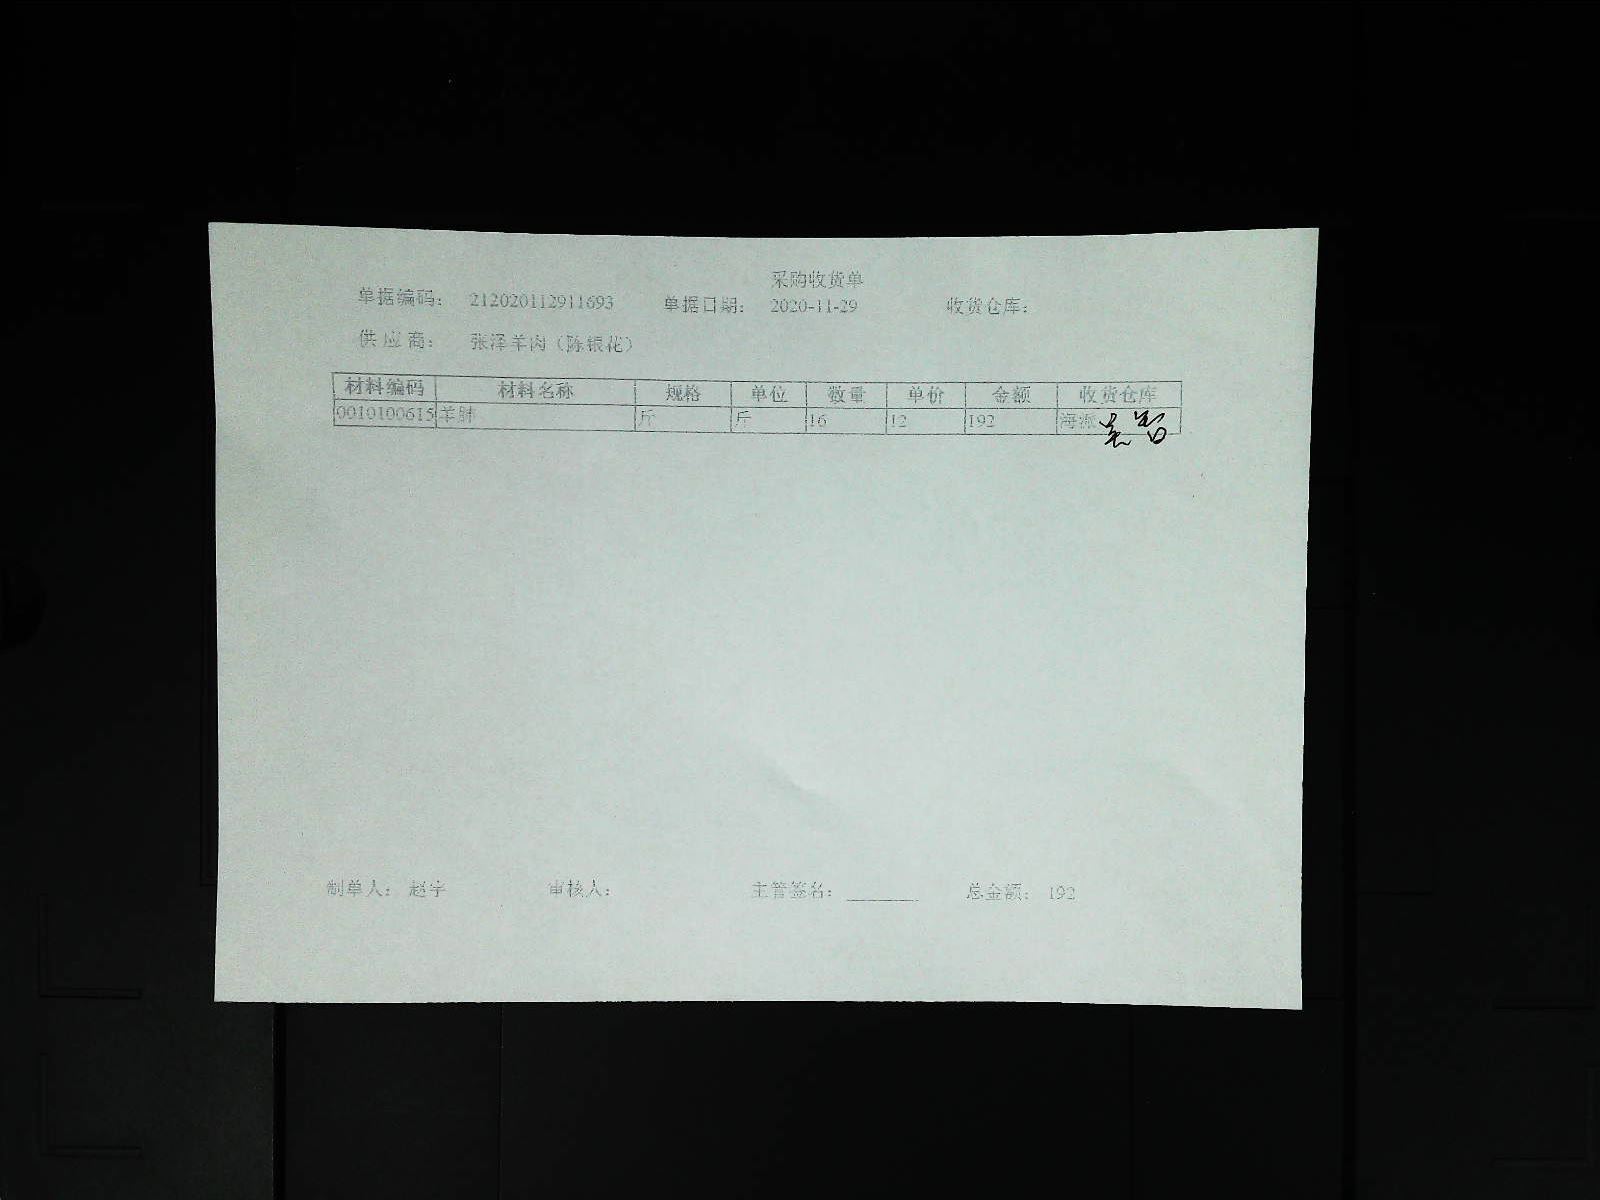 采购收货单
单据编码: 212020112911693 单据日期: 2020-11-29 收货仓库:
供应商: 张泽羊肉（陈银花）
材料编码 材料名称 规格 单位 数量 单价 金额 收货仓库
0010100615 羊肺 斤 斤 16 12 192 海派
制单人: 赵宇 审核人: 主管签名: 总金额: 192